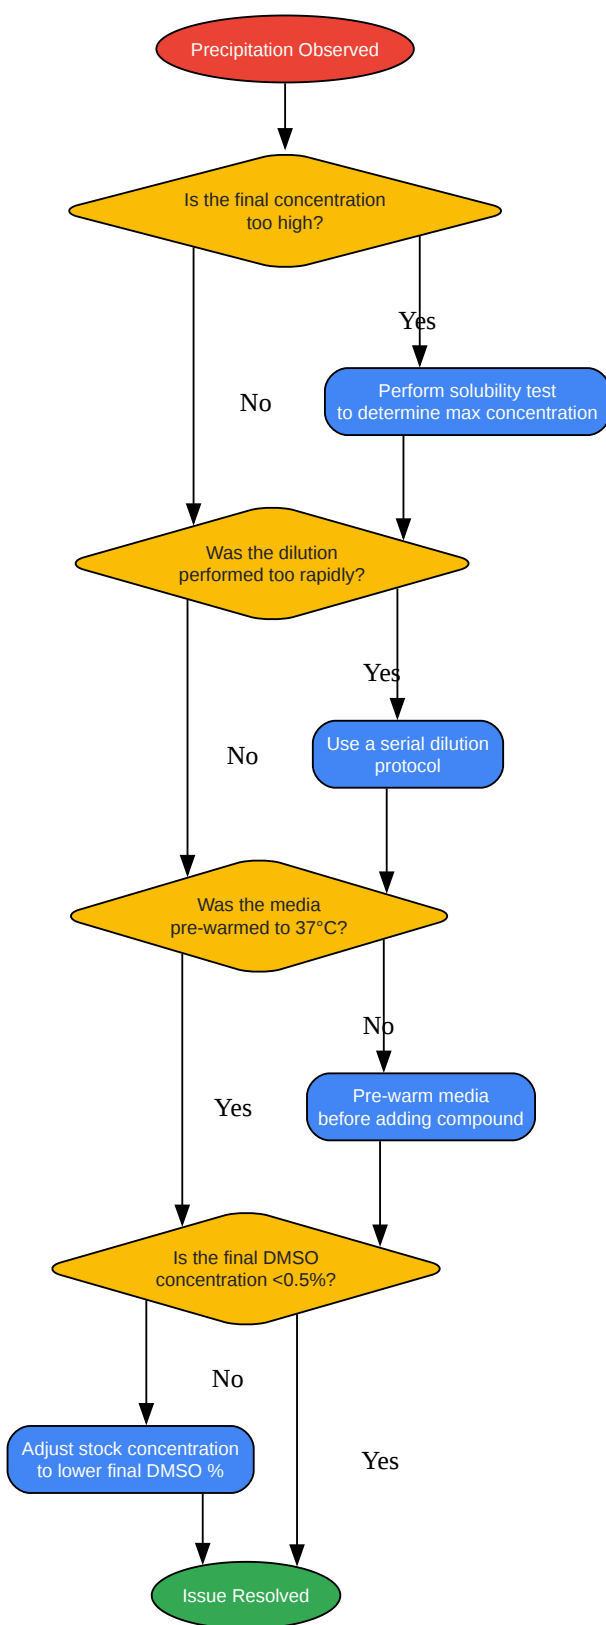 Precipitation Observed
Is the final concentration
too high?
Yes
No
Perform solubility test
to determine max concentration
Was the dilution
performed too rapidly?
Yes
No
Use a serial dilution
protocol
Was the media
pre-warmed to 37°C?
No
Yes
Pre-warm media
before adding compound
Is the final DMSO
concentration <0.5%?
No
Yes
Adjust stock concentration
to lower final DMSO %
Issue Resolved